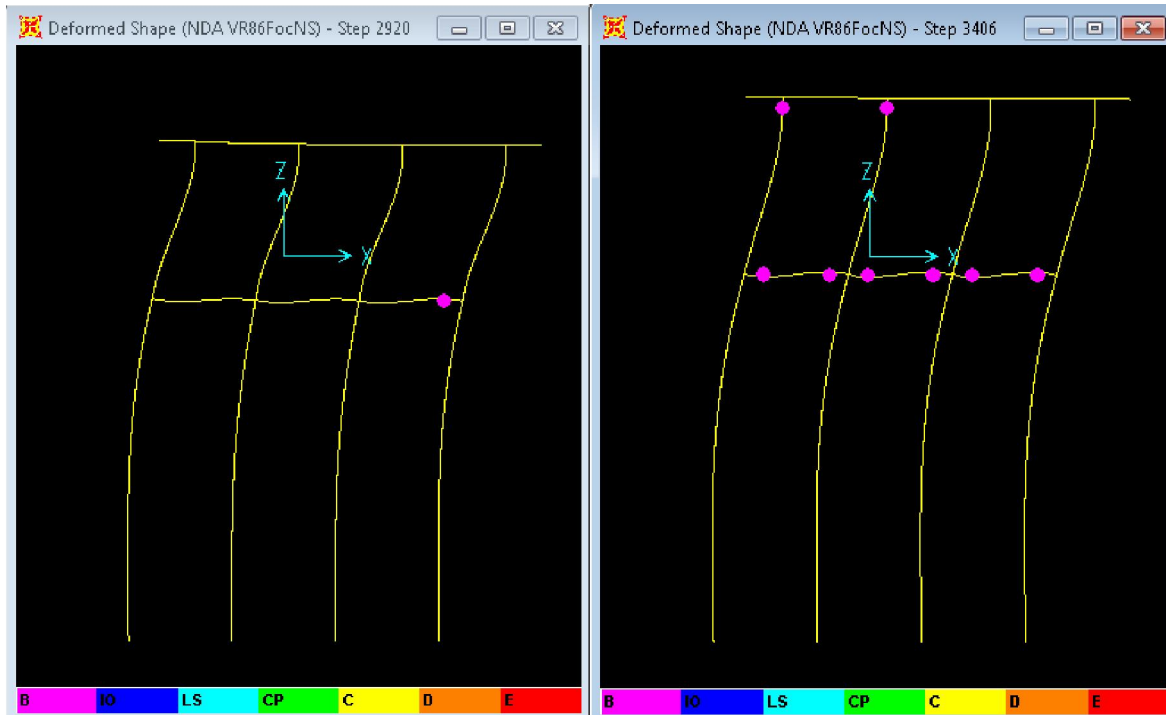 Deformed Shape (NDA VR86FocNS) - Step 2920
Z
X
B IO LS CP C D E
Deformed Shape (NDA VR86FocNS) - Step 3406
Z
X
B IO LS CP C D E